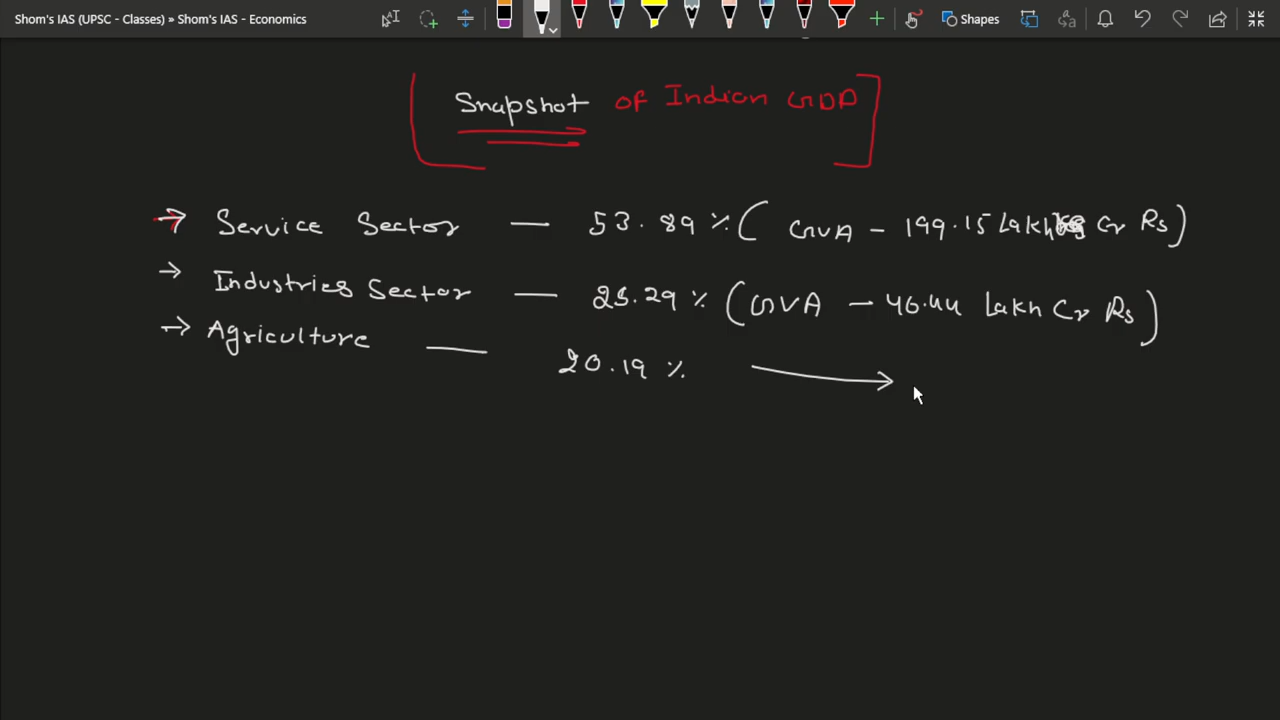 Shom's IAS (UPSC - Classes) » Shom's IAS - Economics
Shapes
Snapshot of Indian GDP
→ Service Sector — 53.89 % ( GVA - 199.15 Lakh Cr Rs )
→ Industries Sector — 25.29 % ( GVA - 46.44 Lakh Cr Rs )
→ Agriculture — 20.19 % →